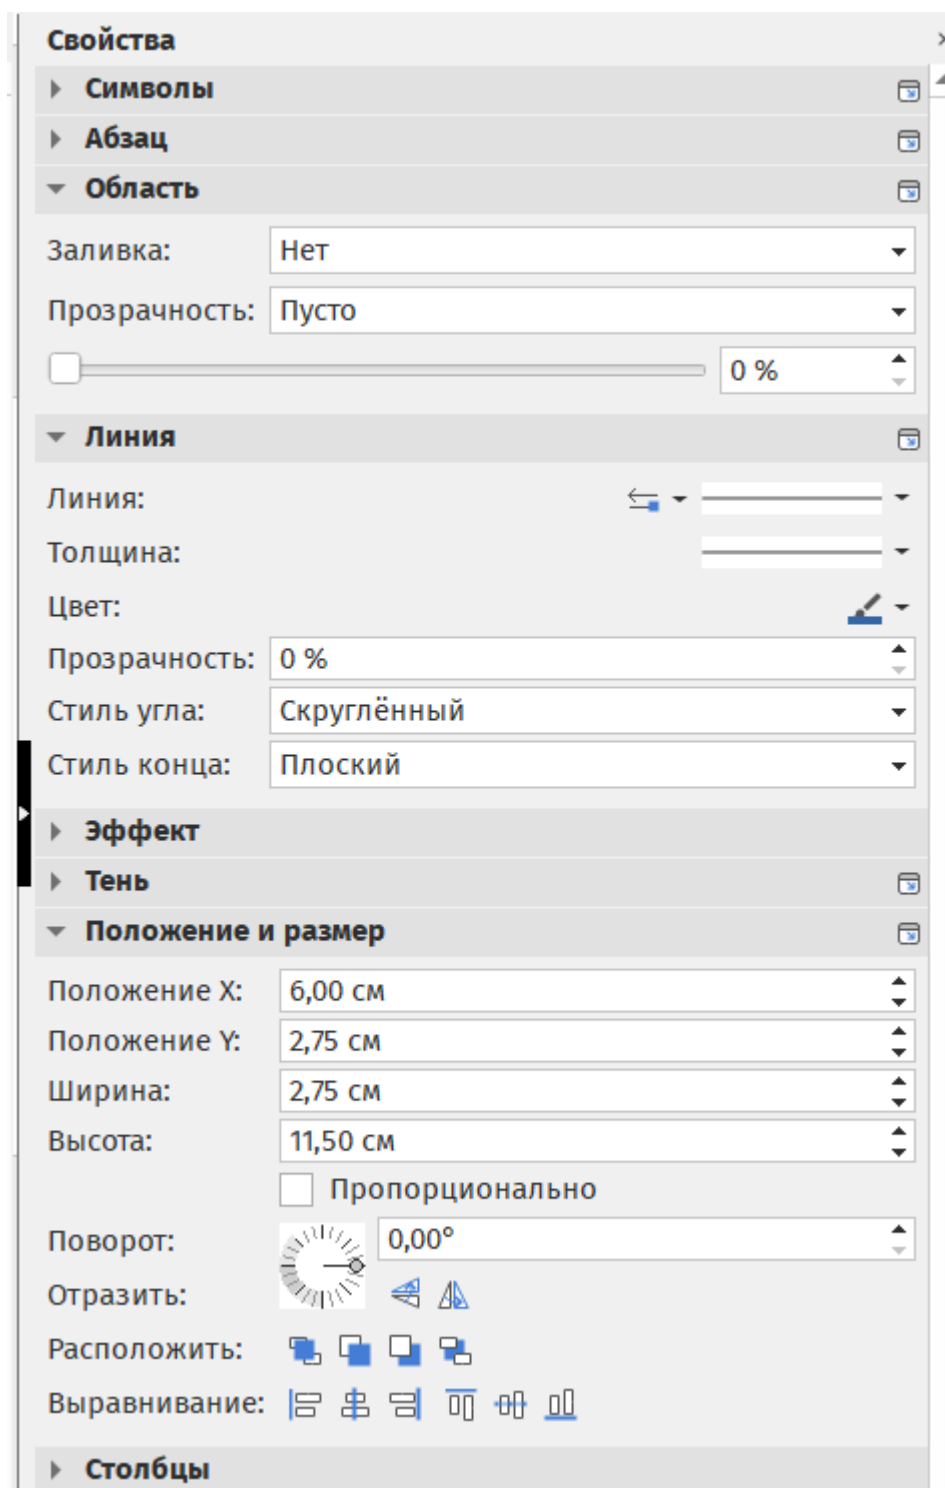 Свойства
Символы
Абзац
Область
Заливка: Нет
Прозрачность: Пусто
0 %
Линия
Линия:
Толщина:
Цвет:
Прозрачность: 0 %
Стиль угла: Скруглённый
Стиль конца: Плоский
Эффект
Тень
Положение и размер
Положение X: 6,00 см
Положение Y: 2,75 см
Ширина: 2,75 см
Высота: 11,50 см
Пропорционально
Поворот: 0,00°
Отразить:
Расположить:
Выравнивание:
Столбцы